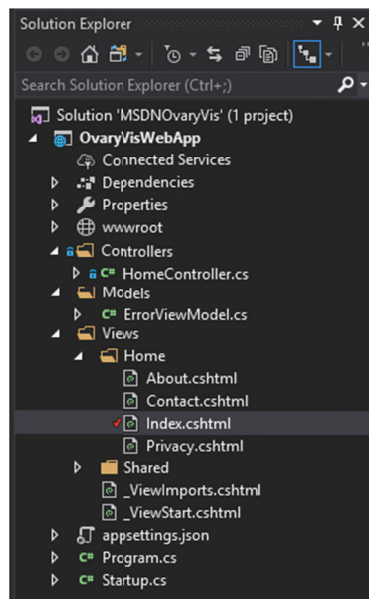 Solution Explorer
Search Solution Explorer (Ctrl+;)
Solution 'MSDNOvaryVis' (1 project)
OvaryVisWebApp
Connected Services
Dependencies
Properties
wwwroot
Controllers
C# HomeController.cs
Models
C# ErrorViewModel.cs
Views
Home
About.cshtml
Contact.cshtml
Index.cshtml
Privacy.cshtml
Shared
_ViewImports.cshtml
_ViewStart.cshtml
appsettings.json
C# Program.cs
C# Startup.cs